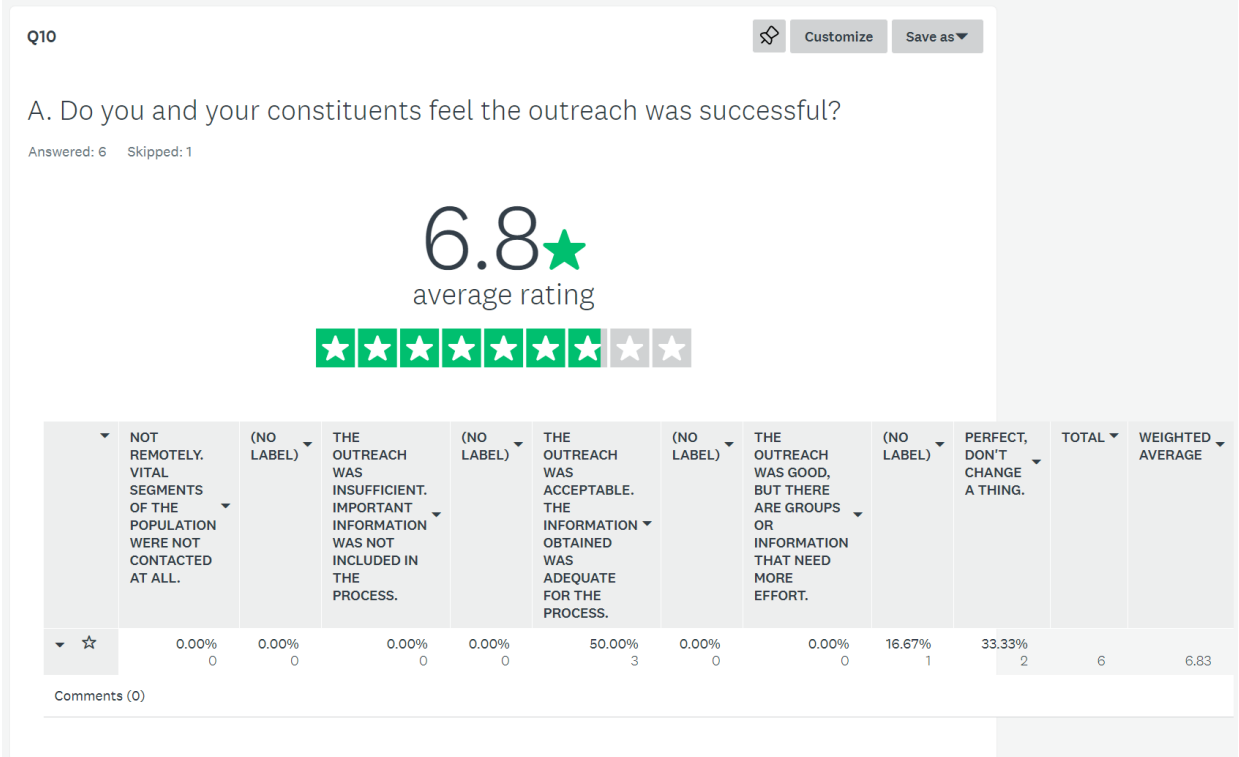 Q10
Customize
Save as
A. Do you and your constituents feel the outreach was successful?
Answered: 6 Skipped: 1
6.8
average rating
NOT
REMOTELY.
VITAL
SEGMENTS
OF THE
POPULATION
WERE NOT
CONTACTED
AT ALL.
(NO
LABEL)
THE
OUTREACH
WAS
INSUFFICIENT.
IMPORTANT
INFORMATION
WAS NOT
INCLUDED IN
THE
PROCESS.
(NO
LABEL)
THE
OUTREACH
WAS
ACCEPTABLE.
THE
INFORMATION
OBTAINED
WAS
ADEQUATE
FOR THE
PROCESS.
(NO
LABEL)
THE
OUTREACH
WAS GOOD,
BUT THERE
ARE GROUPS
OR
INFORMATION
THAT NEED
MORE
EFFORT.
(NO
LABEL)
PERFECT,
DON'T
CHANGE
A THING.
TOTAL
WEIGHTED
AVERAGE
0.00% 0.00% 0.00% 0.00% 50.00% 0.00% 0.00% 16.67% 33.33%
0 0 0 0 3 0 0 1 2 6 6.83
Comments (0)